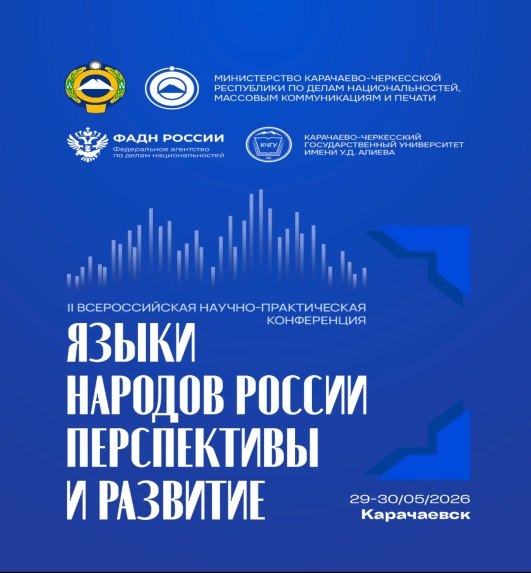 МИНИСТЕРСТВО КАРАЧАЕВО-ЧЕРКЕССКОЙ
РЕСПУБЛИКИ ПО ДЕЛАМ НАЦИОНАЛЬНОСТЕЙ,
МАССОВЫМ КОММУНИКАЦИЯМ И ПЕЧАТИ
ФАДН РОССИИ
Федеральное агентство
по делам национальностей
КЧГУ
КАРАЧАЕВО-ЧЕРКЕССКИЙ
ГОСУДАРСТВЕННЫЙ УНИВЕРСИТЕТ
ИМЕНИ У.Д. АЛИЕВА
II ВСЕРОССИЙСКАЯ НАУЧНО-ПРАКТИЧЕСКАЯ
КОНФЕРЕНЦИЯ
ЯЗЫКИ
НАРОДОВ РОССИИ
ПЕРСПЕКТИВЫ
И РАЗВИТИЕ
29-30/05/2026
Карачаевск